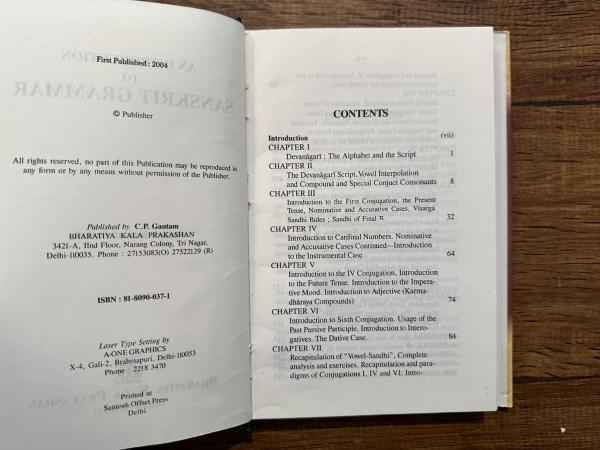 First Published : 2004
© Publisher
All rights reserved, no part of this Publication may be reproduced in
any form or by any means without permission of the Publisher.
Published by C.P. Gautam
BHARATIYA KALA PRAKASHAN
3421-A, IInd Floor, Narang Colony, Tri Nagar,
Delhi-110035. Phone : 27153083(O) 27522129 (R)
ISBN : 81-8090-037-1
Laser Type Setting by
A-ONE GRAPHICS
X-4, Gali-2, Brahmapuri, Delhi-110053
Phone - 2218 3470
Printed at
Santosh Offset Press
Delhi
CONTENTS
Introduction (vii)
CHAPTER I
Devanāgarī : The Alphabet and the Script 1
CHAPTER II
The Devanāgarī Script, Vowel Interpolation
and Compound and Special Conjuct Consonants 8
CHAPTER III
Introduction to the First Conjugation, the Present
Tense, Nominative and Accusative Cases, Visarga
Sandhi Rules ; Sandhi of Final म् 32
CHAPTER IV
Introduction to Cardinal Numbers. Nominative
and Accusative Cases Continued—Introduction
to the Instrumental Case 64
CHAPTER V
Introduction to the IV Conjugation, Introduction
to the Future Tense. Introduction to the Impera-
tive Mood. Introduction to Adjective (Karma-
dhāraya Compounds) 74
CHAPTER VI
Introduction to Sixth Conjugation. Usage of the
Past Passive Participle. Introduction to Intero-
gatives. The Dative Case. 84
CHAPTER VII
Recapitulation of "Vowel-Sandhi", Complete
analysis and exercises. Recapitulation and para-
digms of Conjugations I, IV and VI. Intro-